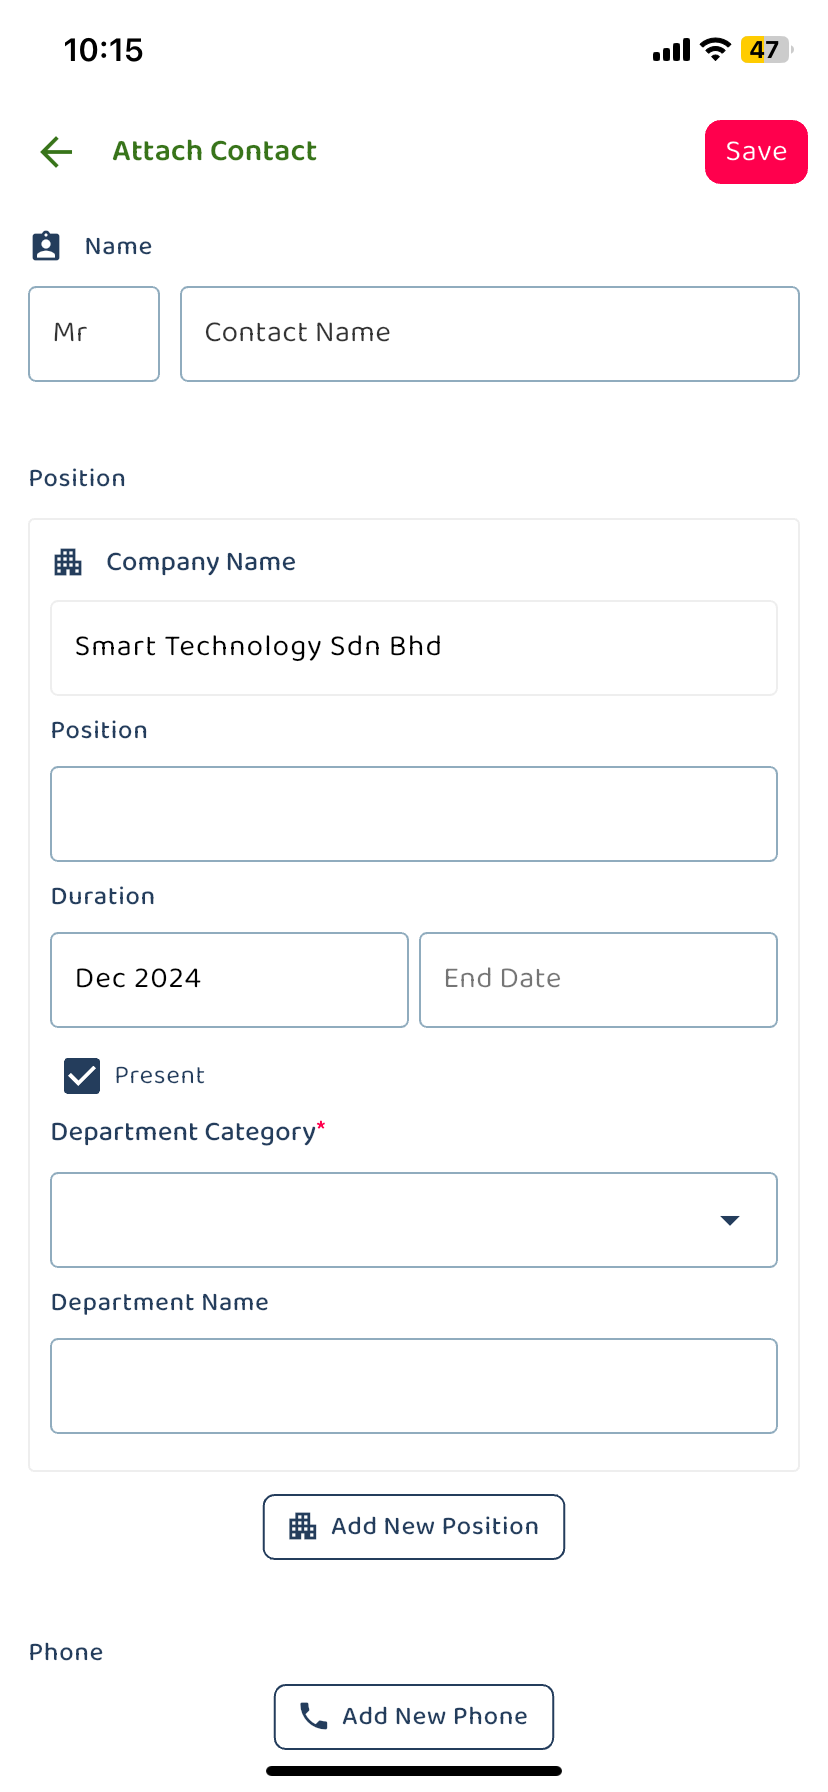 10:15
47
Attach Contact
Save
Name
Mr
Contact Name
Position
Company Name
Smart Technology Sdn Bhd
Position
Duration
Dec 2024
End Date
Present
Department Category*
Department Name
Add New Position
Phone
Add New Phone